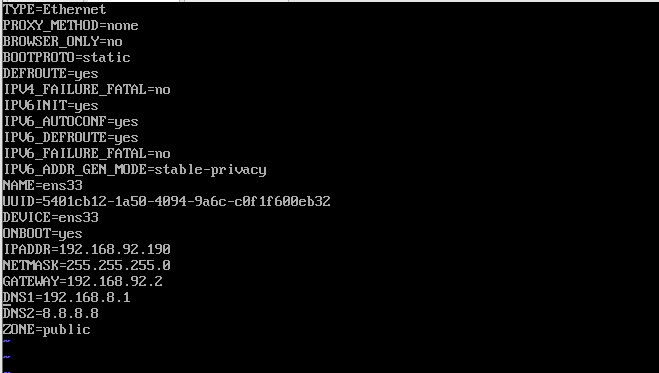 TYPE=Ethernet
PROXY_METHOD=none
BROWSER_ONLY=no
BOOTPROTO=static
DEFROUTE=yes
IPV4_FAILURE_FATAL=no
IPV6INIT=yes
IPV6_AUTOCONF=yes
IPV6_DEFROUTE=yes
IPV6_FAILURE_FATAL=no
IPV6_ADDR_GEN_MODE=stable-privacy
NAME=ens33
UUID=5401cb12-1a50-4094-9a6c-c0f1f600eb32
DEVICE=ens33
ONBOOT=yes
IPADDR=192.168.92.190
NETMASK=255.255.255.0
GATEWAY=192.168.92.2
DNS1=192.168.8.1
DNS2=8.8.8.8
ZONE=public
~
~
~